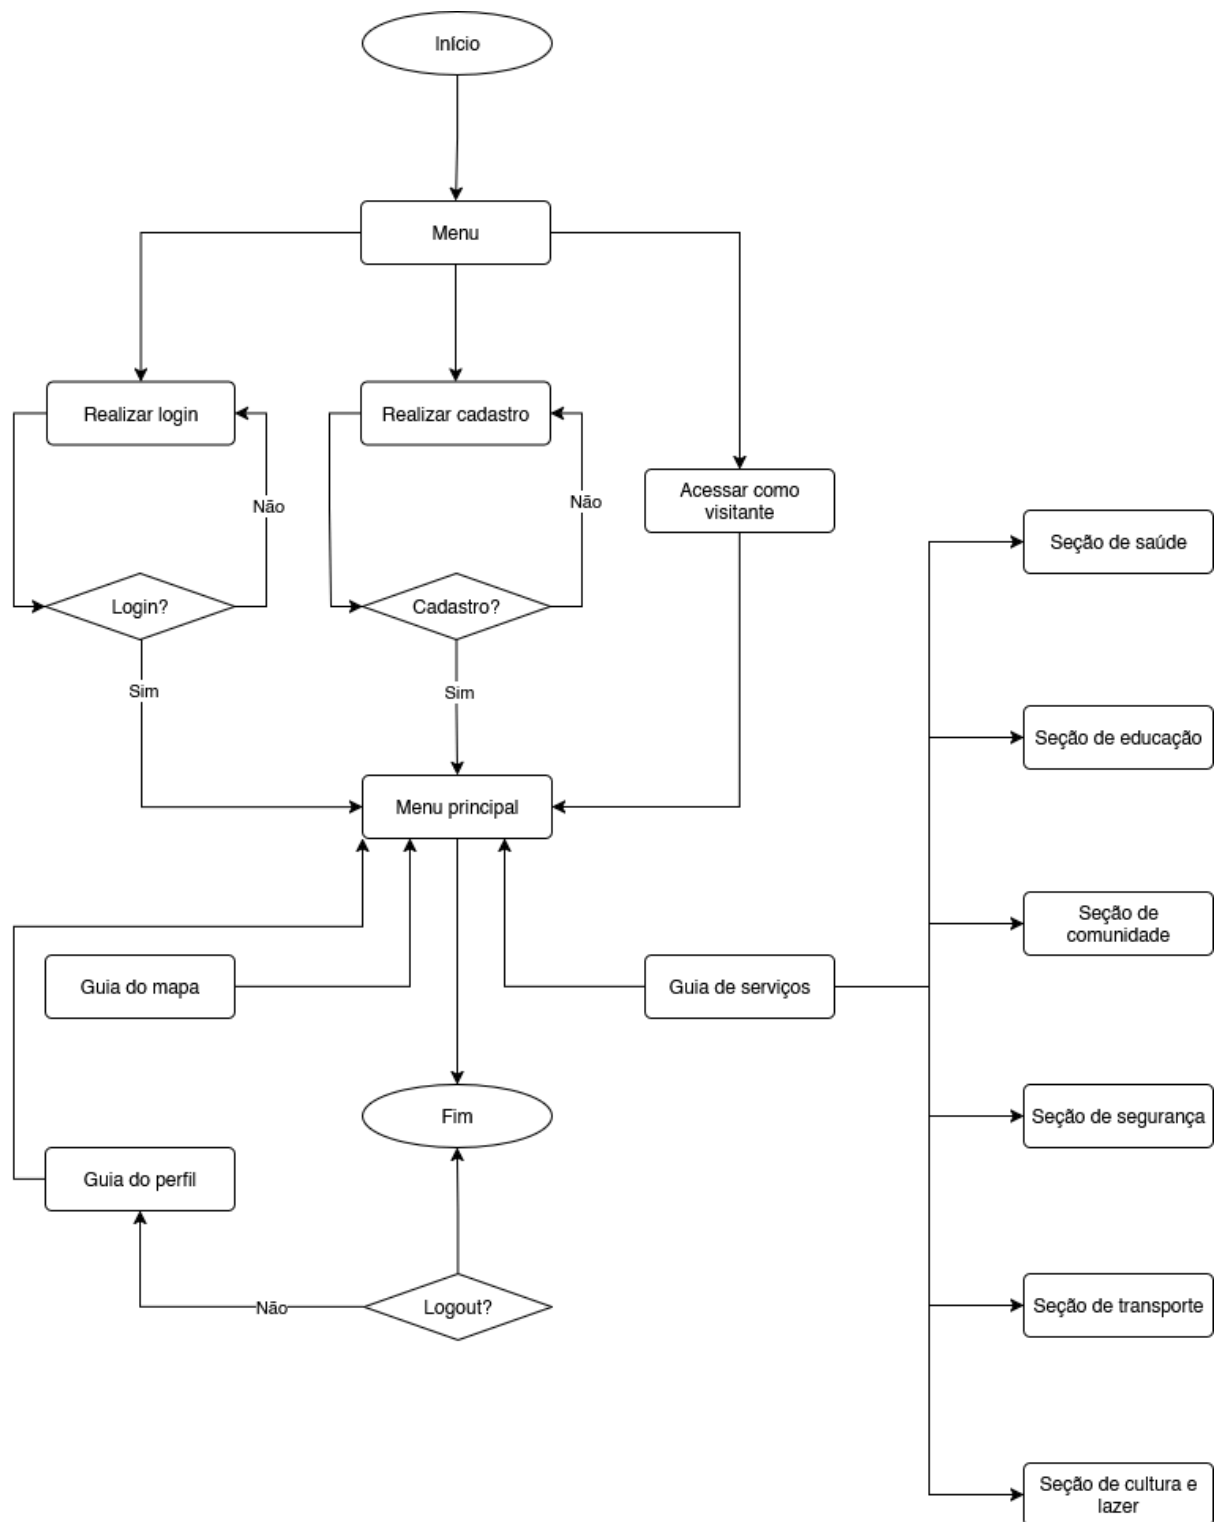 Início
Menu
Realizar login
Realizar cadastro
Não
Não
Acessar como
visitante
Seção de saúde
Login?
Cadastro?
Sim
Sim
Seção de educação
Menu principal
Seção de
comunidade
Guia do mapa
Guia de serviços
Fim
Seção de segurança
Guia do perfil
Não
Logout?
Seção de transporte
Seção de cultura e
lazer